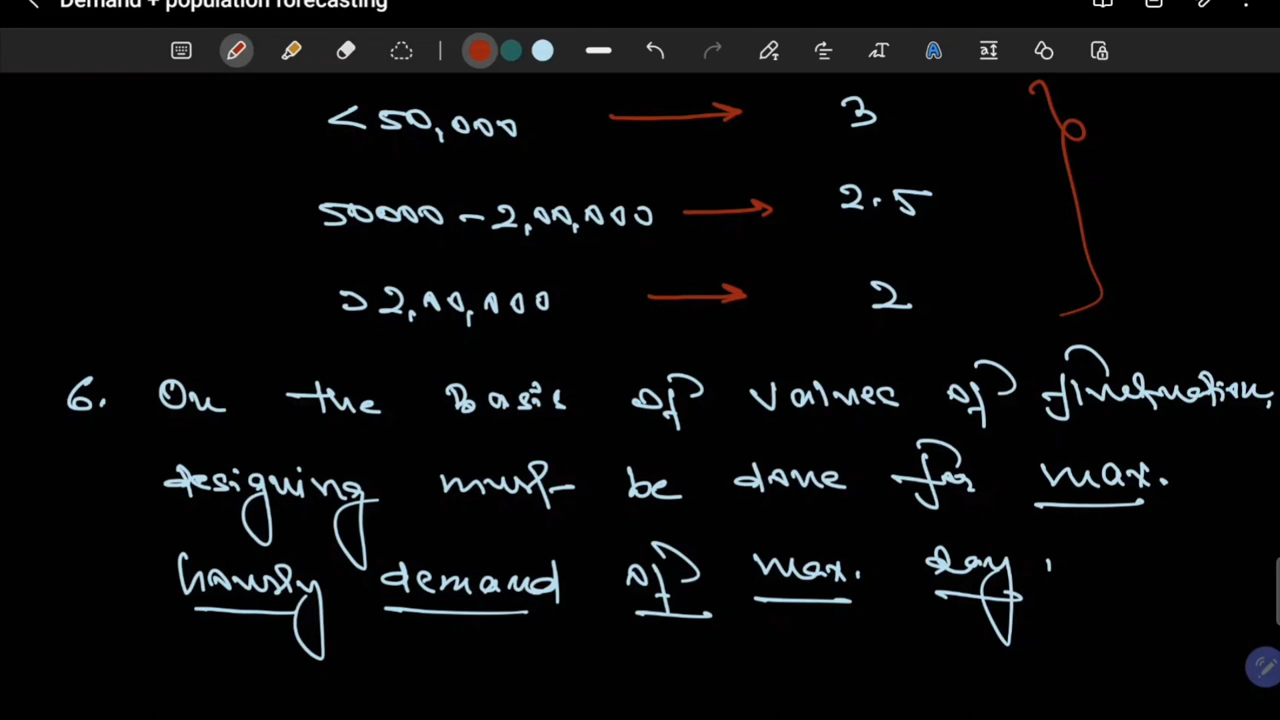 Demand + population forecasting
< 50,000 → 3
50000 - 2,00,000 → 2.5
> 2,00,000 → 2
6. On the Basis of values of fluctuation,
designing must be done for max.
hourly demand of max. day.